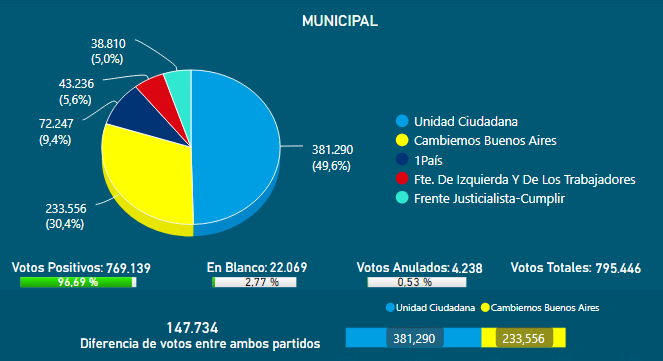 MUNICIPAL
38.810
(5,0%)
43.236
(5,6%)
72.247
(9,4%)
233.556
(30,4%)
381.290
(49,6%)
Unidad Ciudadana
Cambiemos Buenos Aires
1País
Fte. De Izquierda Y De Los Trabajadores
Frente Justicialista-Cumplir
Votos Positivos: 769.139
96,69 %
En Blanco: 22.069
2,77 %
Votos Anulados: 4.238
0,53 %
Votos Totales: 795.446
147.734
Diferencia de votos entre ambos partidos
Unidad Ciudadana Cambiemos Buenos Aires
381,290 233,556